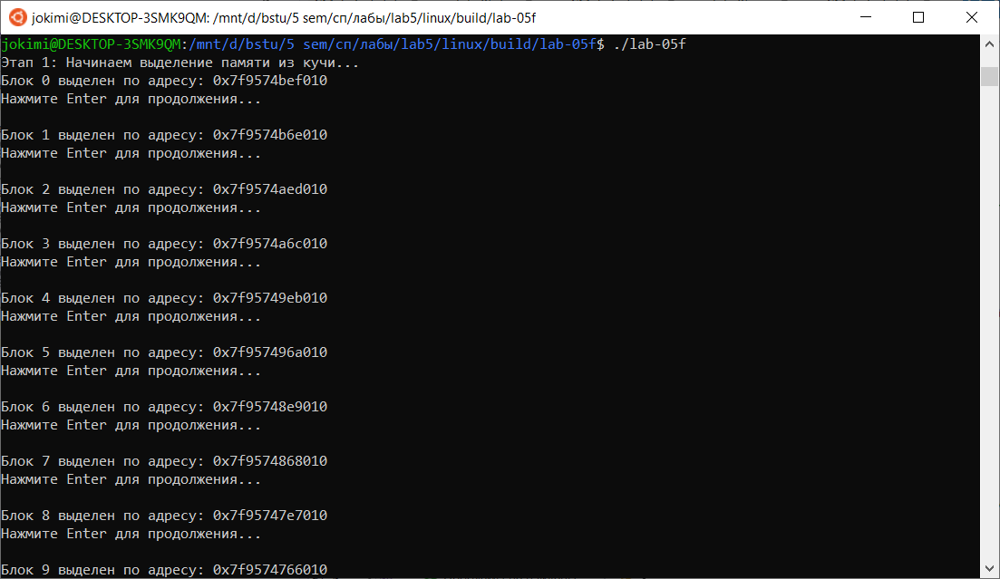 jokimi@DESKTOP-3SMK9QM: /mnt/d/bstu/5 sem/сп/лабы/lab5/linux/build/lab-05f
jokimi@DESKTOP-3SMK9QM:/mnt/d/bstu/5 sem/сп/лабы/lab5/linux/build/lab-05f$ ./lab-05f
Этап 1: Начинаем выделение памяти из кучи...
Блок 0 выделен по адресу: 0x7f9574bef010
Нажмите Enter для продолжения...
Блок 1 выделен по адресу: 0x7f9574b6e010
Нажмите Enter для продолжения...
Блок 2 выделен по адресу: 0x7f9574aed010
Нажмите Enter для продолжения...
Блок 3 выделен по адресу: 0x7f9574a6c010
Нажмите Enter для продолжения...
Блок 4 выделен по адресу: 0x7f95749eb010
Нажмите Enter для продолжения...
Блок 5 выделен по адресу: 0x7f957496a010
Нажмите Enter для продолжения...
Блок 6 выделен по адресу: 0x7f95748e9010
Нажмите Enter для продолжения...
Блок 7 выделен по адресу: 0x7f9574868010
Нажмите Enter для продолжения...
Блок 8 выделен по адресу: 0x7f95747e7010
Нажмите Enter для продолжения...
Блок 9 выделен по адресу: 0x7f9574766010